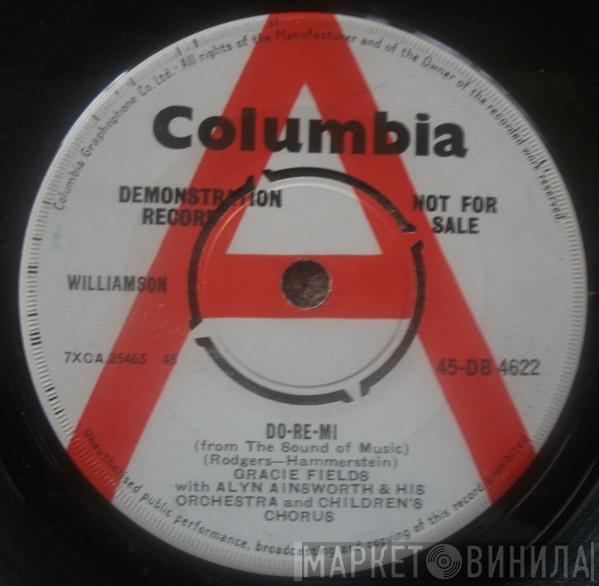 Columbia Graphophone Co. Ltd.- All rights of the Manufacturer and of the Owner of the recorded work reserved.
Columbia
DEMONSTRATION
RECORD
NOT FOR
SALE
WILLIAMSON
7XCA.25463 45
45-DB 4622
DO-RE-MI
(from The Sound of Music)
(Rodgers—Hammerstein)
GRACIE FIELDS
with ALYN AINSWORTH & HIS
ORCHESTRA and CHILDREN'S
CHORUS
Unauthorised public performance, broadcasting and copying of this record prohibited
МАРКЕТ ВИНИЛА